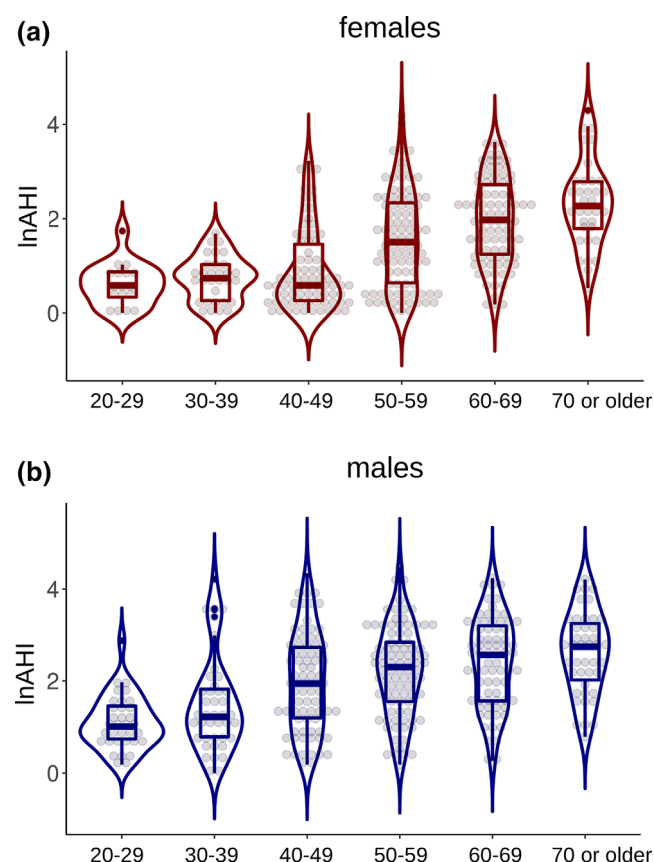 (a)
females
lnAHI
4
2
0
20-29 30-39 40-49 50-59 60-69 70 or older
(b)
males
lnAHI
4
2
0
20-29 30-39 40-49 50-59 60-69 70 or older